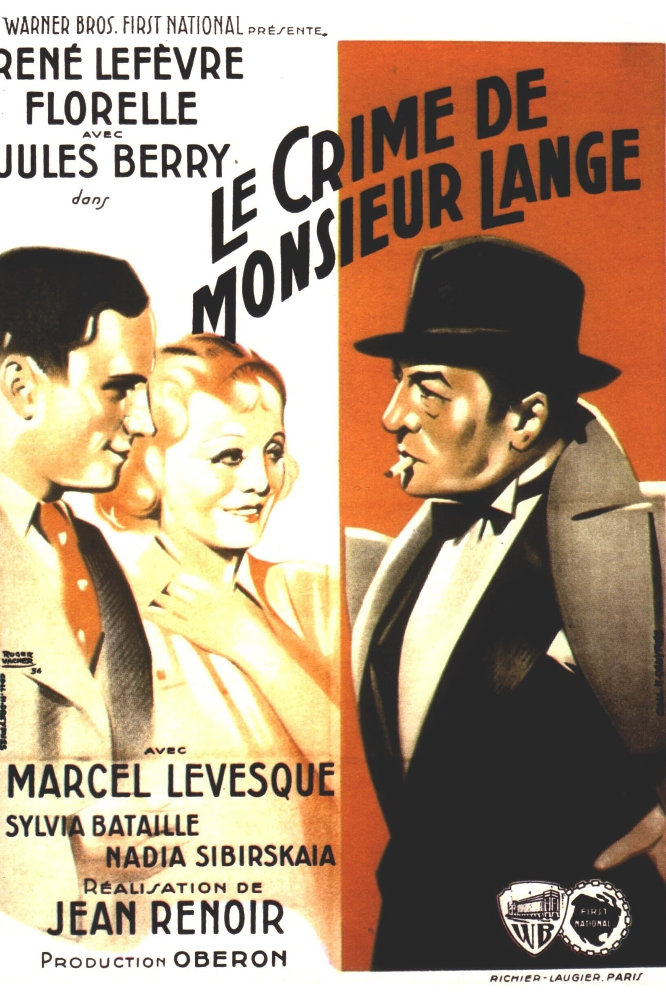 WARNER BROS. FIRST NATIONAL PRÉSENTE
RENÉ LEFÈVRE
FLORELLE
AVEC
JULES BERRY
dans
LE CRIME DE
MONSIEUR LANGE
ROGER
VACHER
36
AVEC
MARCEL LEVESQUE
SYLVIA BATAILLE
NADIA SIBIRSKAIA
RÉALISATION DE
JEAN RENOIR
PRODUCTION OBERON
WB
FIRST
NATIONAL
RICHIER-LAUGIER. PARIS